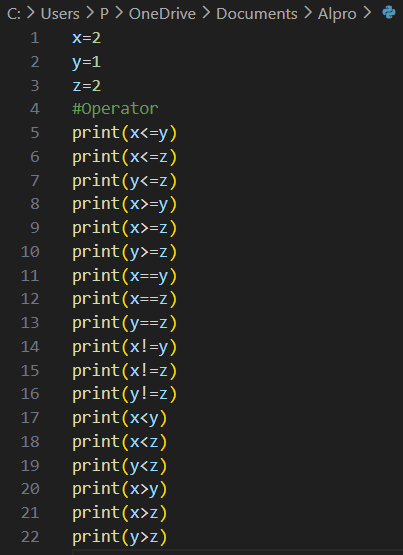 C: > Users > P > OneDrive > Documents > Alpro >
1 x=2
2 y=1
3 z=2
4 #Operator
5 print(x<=y)
6 print(x<=z)
7 print(y<=z)
8 print(x>=y)
9 print(x>=z)
10 print(y>=z)
11 print(x==y)
12 print(x==z)
13 print(y==z)
14 print(x!=y)
15 print(x!=z)
16 print(y!=z)
17 print(x<y)
18 print(x<z)
19 print(y<z)
20 print(x>y)
21 print(x>z)
22 print(y>z)